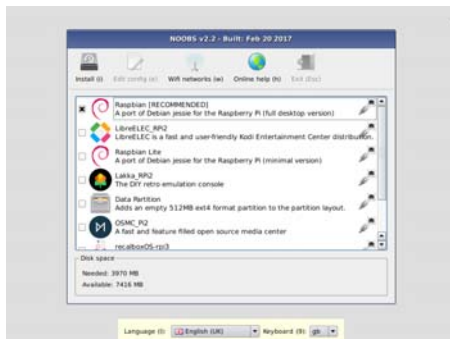 NOOBS v2.2 - Built: Feb 20 2017
Install (i) Edit config (e) Wifi networks (w) Online help (h) Exit (Esc)
Raspbian [RECOMMENDED]
A port of Debian jessie for the Raspberry Pi (full desktop version)
LibreELEC_RPi2
LibreELEC is a fast and user-friendly Kodi Entertainment Center distribution.
Raspbian Lite
A port of Debian jessie for the Raspberry Pi (minimal version)
Lakka_RPi2
The DIY retro emulation console
Data Partition
Adds an empty 512MB ext4 format partition to the partition layout.
OSMC_Pi2
A fast and feature filled open source media center
recalboxOS-rpi3
Disk space
Needed: 3970 MB
Available: 7416 MB
Language (l): English (UK) Keyboard (9): gb